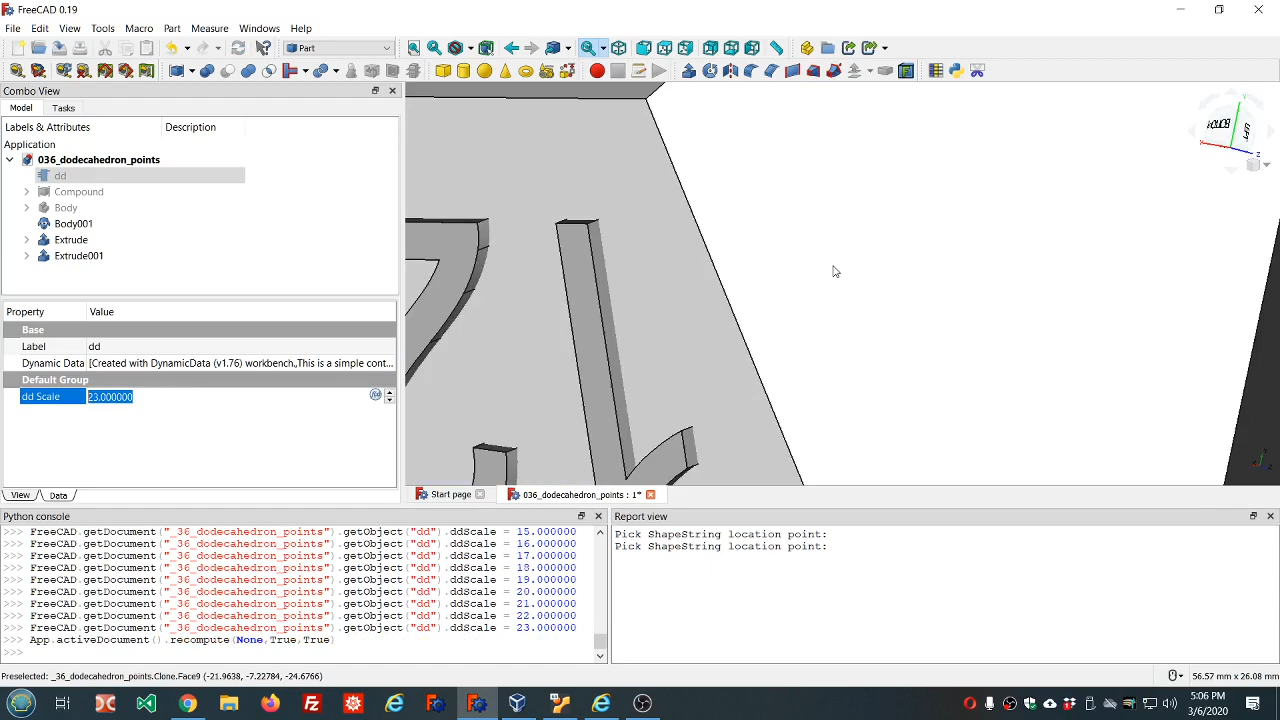 FreeCAD 0.19
File Edit View Tools Macro Part Measure Windows Help
Part
Combo View
Model Tasks
Labels & Attributes Description
Application
036_dodecahedron_points
dd
Compound
Body
Body001
Extrude
Extrude001
Property Value
Base
Label dd
Dynamic Data [Created with DynamicData (v1.76) workbench.,This is a simple cont...
Default Group
dd Scale 23.000000
View Data
Start page 036_dodecahedron_points : 1*
Python console
>>> FreeCAD.getDocument("_36_dodecahedron_points").getObject("dd").ddScale = 15.000000
>>> FreeCAD.getDocument("_36_dodecahedron_points").getObject("dd").ddScale = 16.000000
>>> FreeCAD.getDocument("_36_dodecahedron_points").getObject("dd").ddScale = 17.000000
>>> FreeCAD.getDocument("_36_dodecahedron_points").getObject("dd").ddScale = 18.000000
>>> FreeCAD.getDocument("_36_dodecahedron_points").getObject("dd").ddScale = 19.000000
>>> FreeCAD.getDocument("_36_dodecahedron_points").getObject("dd").ddScale = 20.000000
>>> FreeCAD.getDocument("_36_dodecahedron_points").getObject("dd").ddScale = 21.000000
>>> FreeCAD.getDocument("_36_dodecahedron_points").getObject("dd").ddScale = 22.000000
>>> FreeCAD.getDocument("_36_dodecahedron_points").getObject("dd").ddScale = 23.000000
>>> App.activeDocument().recompute(None,True,True)
>>>
Report view
Pick ShapeString location point:
Pick ShapeString location point:
Preselected: _36_dodecahedron_points.Clone.Face9 (-21.9638, -7.22784, -24.6766)
56.57 mm x 26.08 mm
5:06 PM
3/6/2020